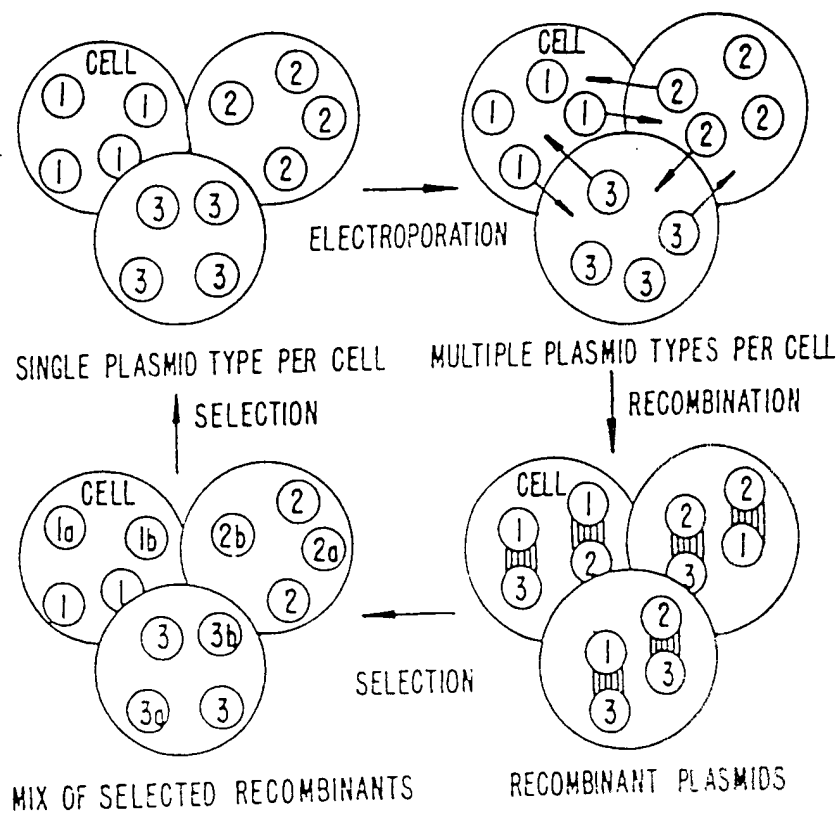 CELL
1 1 1 1
2 2 2 2
3 3 3 3
ELECTROPORATION
CELL
1 1 1 1
2 2 2 2
3 3 3 3
SINGLE PLASMID TYPE PER CELL
MULTIPLE PLASMID TYPES PER CELL
SELECTION
RECOMBINATION
CELL
1a 1b 1 1
2 2b 2a 2
3 3b 3a 3
SELECTION
CELL
1 3
1 2
2 3
2 1
1 3
2 3
MIX OF SELECTED RECOMBINANTS
RECOMBINANT PLASMIDS